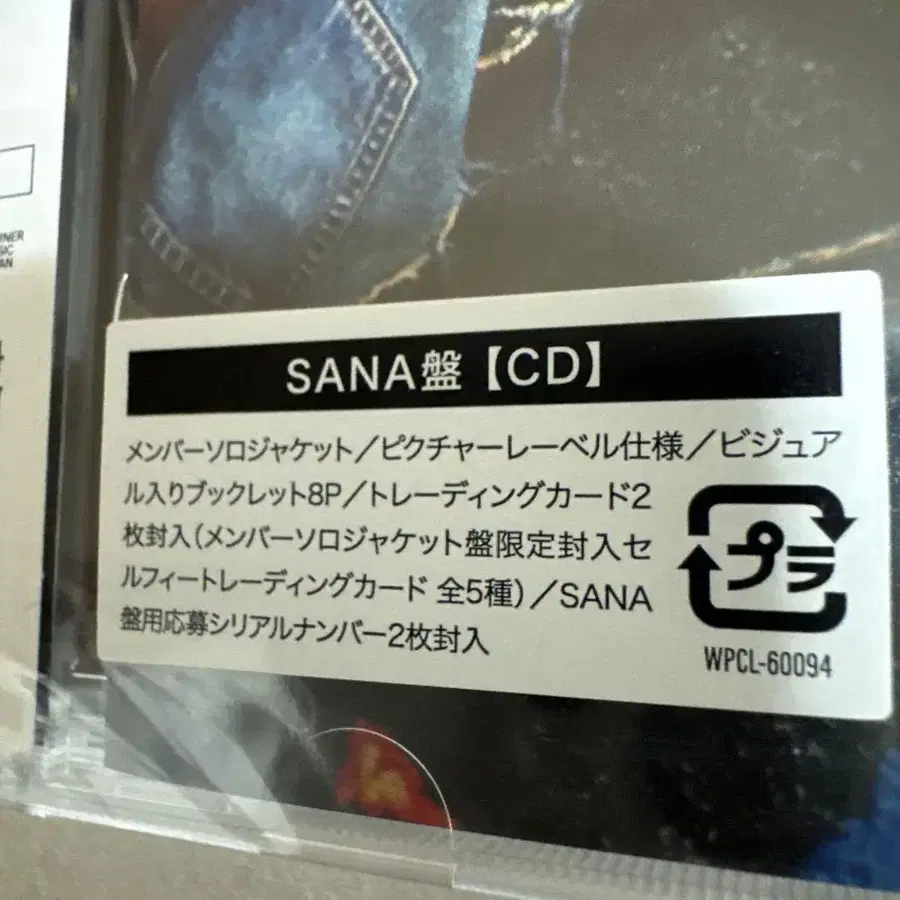 SANA盤【CD】
メンバーソロジャケット／ピクチャーレーベル仕様／ビジュア
ル入りブックレット8P／トレーディングカード2
枚封入（メンバーソロジャケット盤限定封入セ
ルフィートレーディングカード 全5種）／SANA
盤用応募シリアルナンバー2枚封入
プラ
WPCL-60094